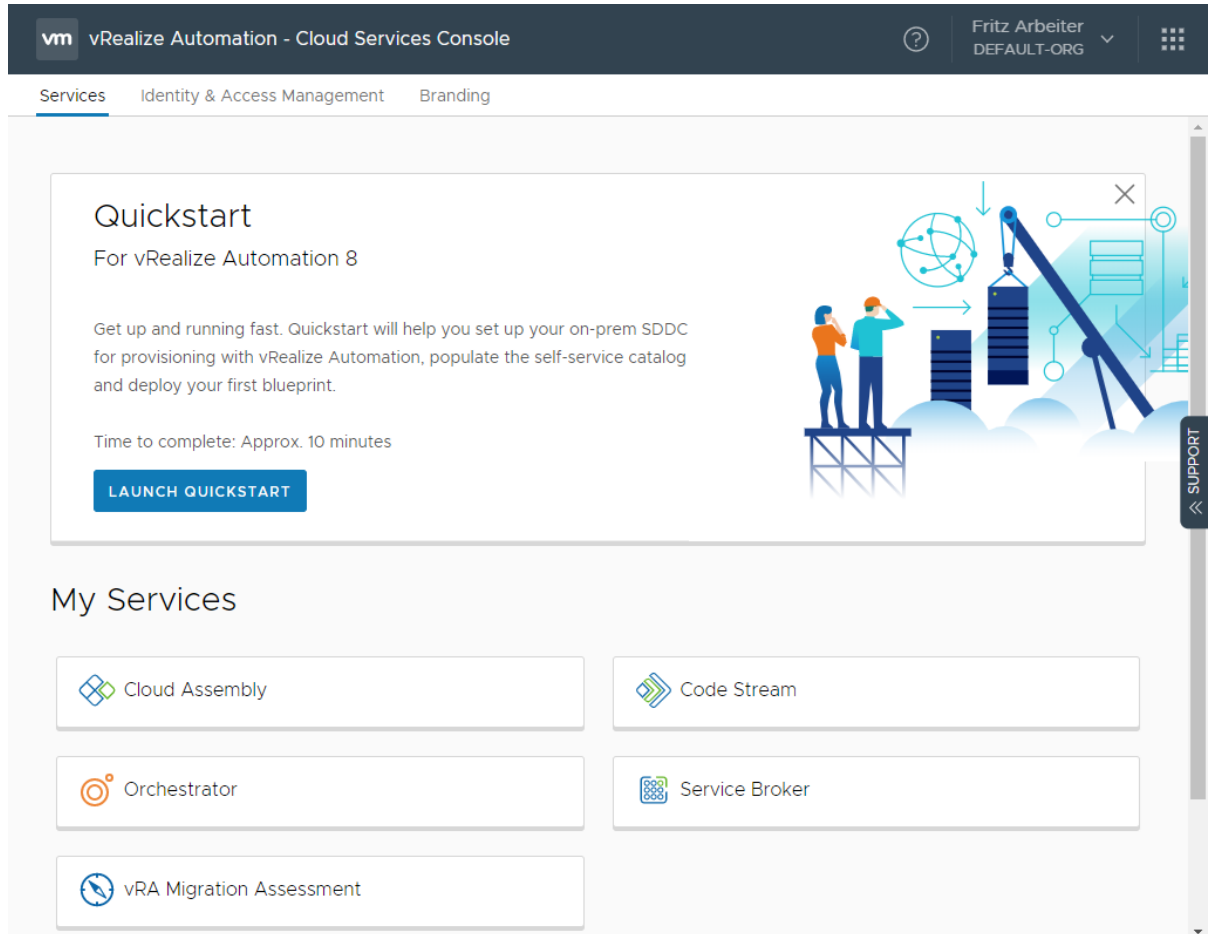 vm vRealize Automation - Cloud Services Console
Fritz Arbeiter
DEFAULT-ORG
Services Identity & Access Management Branding
Quickstart
For vRealize Automation 8
Get up and running fast. Quickstart will help you set up your on-prem SDDC
for provisioning with vRealize Automation, populate the self-service catalog
and deploy your first blueprint.
Time to complete: Approx. 10 minutes
LAUNCH QUICKSTART
SUPPORT
My Services
Cloud Assembly
Code Stream
Orchestrator
Service Broker
vRA Migration Assessment